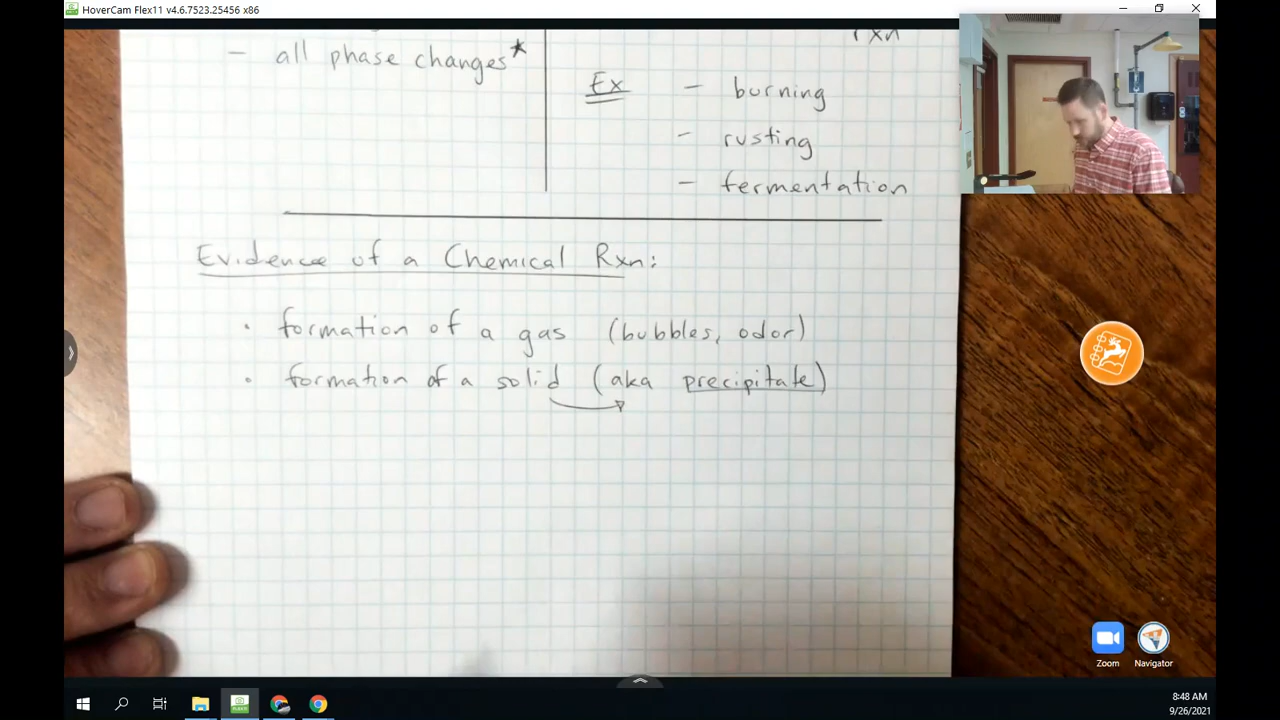 HoverCam Flex11 v4.6.7523.25456 x86
rxn
- all phase changes*
Ex - burning
- rusting
- fermentation
Evidence of a Chemical Rxn:
• formation of a gas (bubbles, odor)
• formation of a solid (aka precipitate)
Zoom
Navigator
8:48 AM
9/26/2021